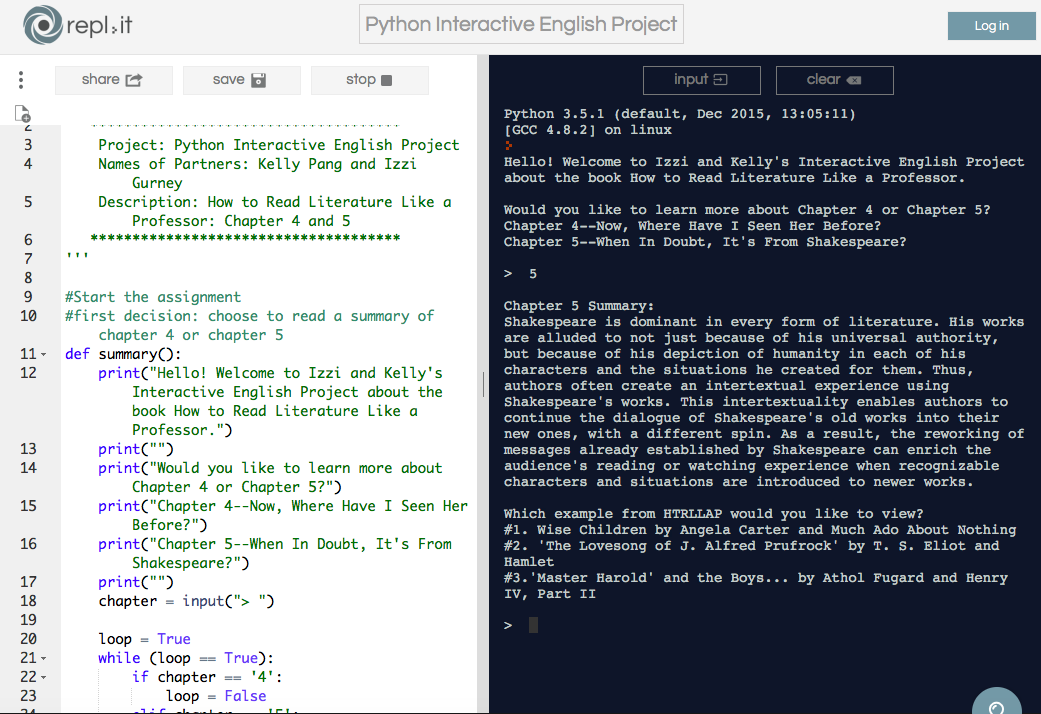 repl.it
Python Interactive English Project
Log in
share
save
stop
input
clear
2
************************************
3 Project: Python Interactive English Project
4 Names of Partners: Kelly Pang and Izzi
Gurney
5 Description: How to Read Literature Like a
Professor: Chapter 4 and 5
6 *************************************
7 '''
8
9 #Start the assignment
10 #first decision: choose to read a summary of
chapter 4 or chapter 5
11 def summary():
12 print("Hello! Welcome to Izzi and Kelly's
Interactive English Project about the
book How to Read Literature Like a
Professor.")
13 print("")
14 print("Would you like to learn more about
Chapter 4 or Chapter 5?")
15 print("Chapter 4--Now, Where Have I Seen Her
Before?")
16 print("Chapter 5--When In Doubt, It's From
Shakespeare?")
17 print("")
18 chapter = input("> ")
19
20 loop = True
21 while (loop == True):
22 if chapter == '4':
23 loop = False
24 elif chapter == '5':
Python 3.5.1 (default, Dec 2015, 13:05:11)
[GCC 4.8.2] on linux
Hello! Welcome to Izzi and Kelly's Interactive English Project
about the book How to Read Literature Like a Professor.
Would you like to learn more about Chapter 4 or Chapter 5?
Chapter 4--Now, Where Have I Seen Her Before?
Chapter 5--When In Doubt, It's From Shakespeare?
> 5
Chapter 5 Summary:
Shakespeare is dominant in every form of literature. His works
are alluded to not just because of his universal authority,
but because of his depiction of humanity in each of his
characters and the situations he created for them. Thus,
authors often create an intertextual experience using
Shakespeare's works. This intertextuality enables authors to
continue the dialogue of Shakespeare's old works into their
new ones, with a different spin. As a result, the reworking of
messages already established by Shakespeare can enrich the
audience's reading or watching experience when recognizable
characters and situations are introduced to newer works.
Which example from HTRLLAP would you like to view?
#1. Wise Children by Angela Carter and Much Ado About Nothing
#2. 'The Lovesong of J. Alfred Prufrock' by T. S. Eliot and
Hamlet
#3.'Master Harold' and the Boys... by Athol Fugard and Henry
IV, Part II
>